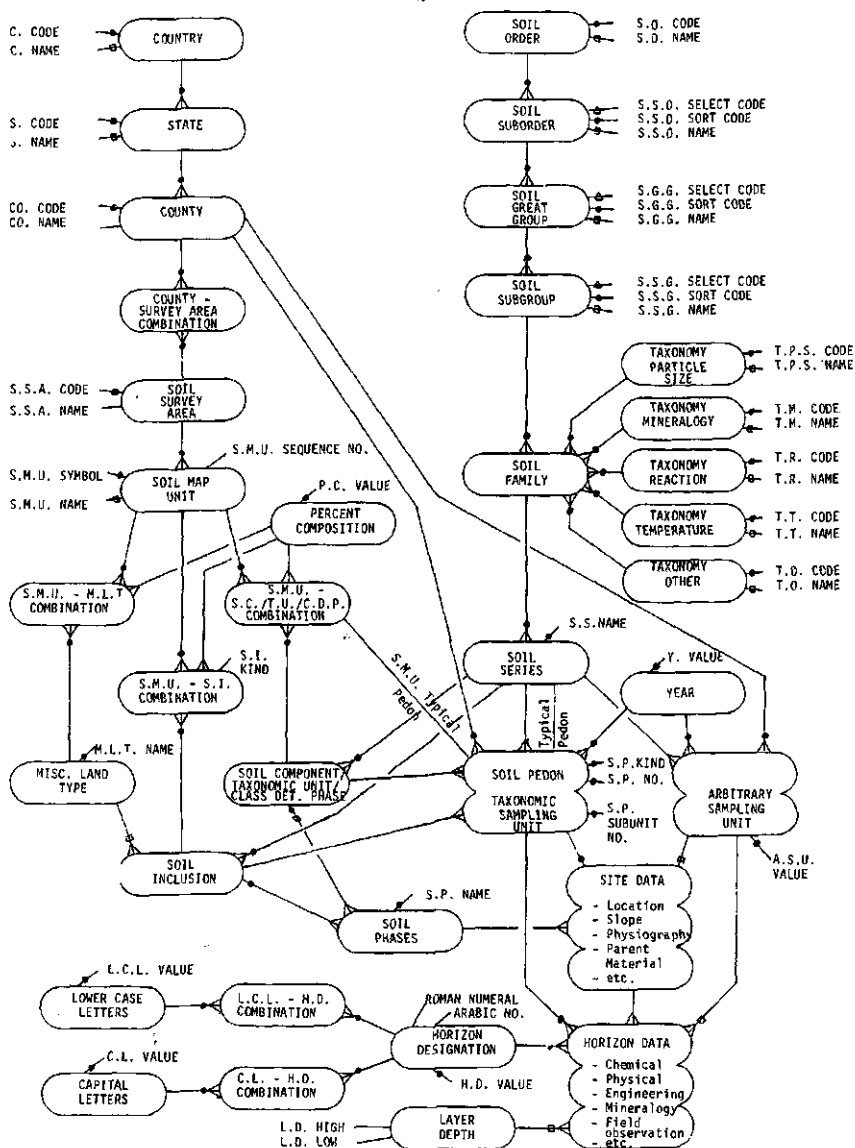 C. CODE
C. NAME
COUNTRY
S. CODE
S. NAME
STATE
CO. CODE
CO. NAME
COUNTY
COUNTY -
SURVEY AREA
COMBINATION
S.S.A. CODE
S.S.A. NAME
SOIL
SURVEY
AREA
S.M.U. SEQUENCE NO.
S.M.U. SYMBOL
S.M.U. NAME
SOIL MAP
UNIT
P.C. VALUE
PERCENT
COMPOSITION
S.M.U. - M.L.T
COMBINATION
S.M.U. -
S.C./T.U./C.D.P.
COMBINATION
S.I.
KIND
S.M.U. - S.I.
COMBINATION
S.M.U. Typical
Pedon
M.L.T. NAME
MISC. LAND
TYPE
SOIL COMPONENT/
TAXONOMIC UNIT/
CLASS DET. PHASE
SOIL
INCLUSION
S.P. NAME
SOIL
PHASES
SOIL
ORDER
S.O. CODE
S.O. NAME
SOIL
SUBORDER
S.S.O. SELECT CODE
S.S.O. SORT CODE
S.S.O. NAME
SOIL
GREAT
GROUP
S.G.G. SELECT CODE
S.G.G. SORT CODE
S.G.G. NAME
SOIL
SUBGROUP
S.S.G. SELECT CODE
S.S.G. SORT CODE
S.S.G. NAME
TAXONOMY
PARTICLE
SIZE
T.P.S. CODE
T.P.S. NAME
TAXONOMY
MINERALOGY
T.M. CODE
T.M. NAME
SOIL
FAMILY
TAXONOMY
REACTION
T.R. CODE
T.R. NAME
TAXONOMY
TEMPERATURE
T.T. CODE
T.T. NAME
TAXONOMY
OTHER
T.O. CODE
T.O. NAME
S.S.NAME
SOIL
SERIES
Y. VALUE
YEAR
Typical
Pedon
SOIL PEDON
TAXONOMIC
SAMPLING
UNIT
S.P.KIND
S.P. NO.
S.P.
SUBUNIT
NO.
ARBITRARY
SAMPLING
UNIT
A.S.U.
VALUE
SITE DATA
- Location
- Slope
- Physiography
- Parent
Material
- etc.
L.C.L. VALUE
LOWER CASE
LETTERS
L.C.L. - H.D.
COMBINATION
ROMAN NUMERAL
ARABIC NO.
HORIZON
DESIGNATION
H.D. VALUE
C.L. VALUE
CAPITAL
LETTERS
C.L. - H.D.
COMBINATION
L.D. HIGH
L.D. LOW
LAYER
DEPTH
HORIZON DATA
- Chemical
- Physical
- Engineering
- Mineralogy
- Field
observation
- etc.